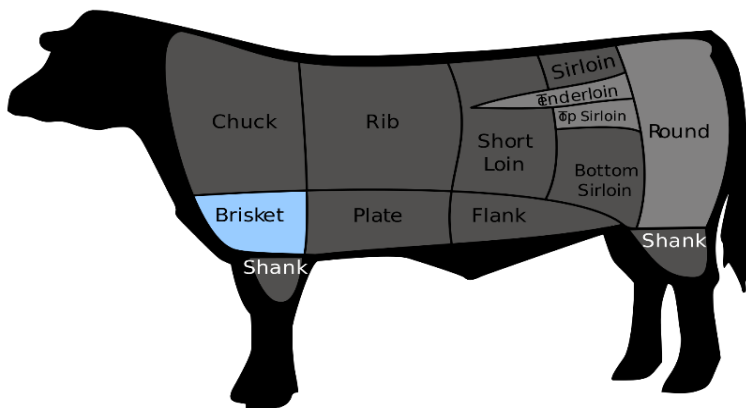 Sirloin
Tenderloin
Top Sirloin
Chuck
Rib
Short
Loin
Round
Bottom
Sirloin
Brisket
Plate
Flank
Shank
Shank